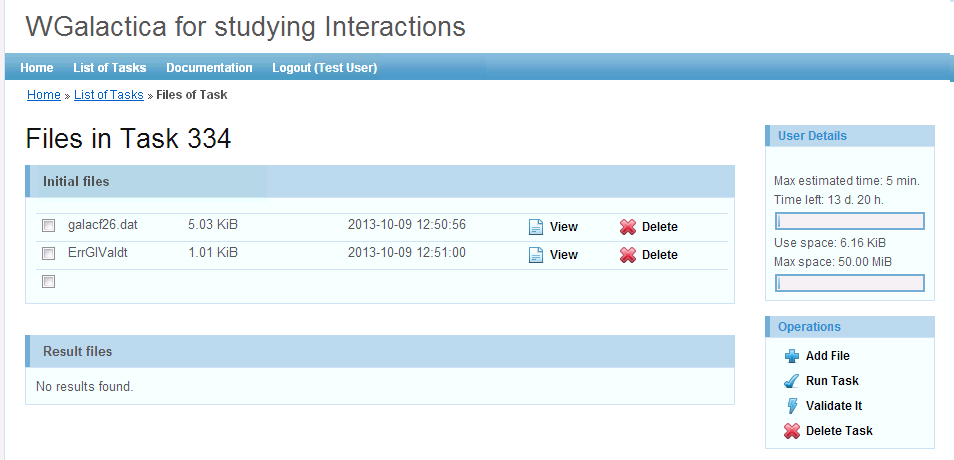 WGalactica for studying Interactions
Home List of Tasks Documentation Logout (Test User)
Home » List of Tasks » Files of Task
Files in Task 334
Initial files
galacf26.dat 5.03 KiB 2013-10-09 12:50:56 View Delete
ErrGlValdt 1.01 KiB 2013-10-09 12:51:00 View Delete
Result files
No results found.
User Details
Max estimated time: 5 min.
Time left: 13 d. 20 h.
Use space: 6.16 KiB
Max space: 50.00 MiB
Operations
Add File
Run Task
Validate It
Delete Task